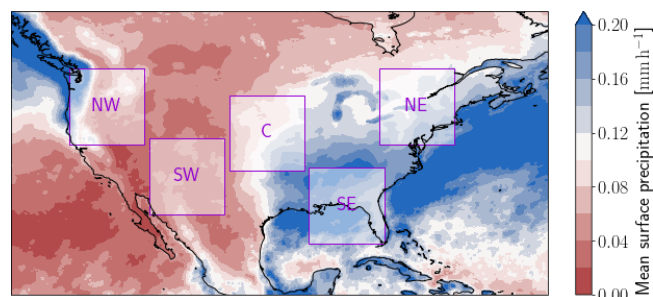 NW
SW
C
NE
SE
0.20
0.16
0.12
0.08
0.04
0.00
Mean surface precipitation [mm h−1]